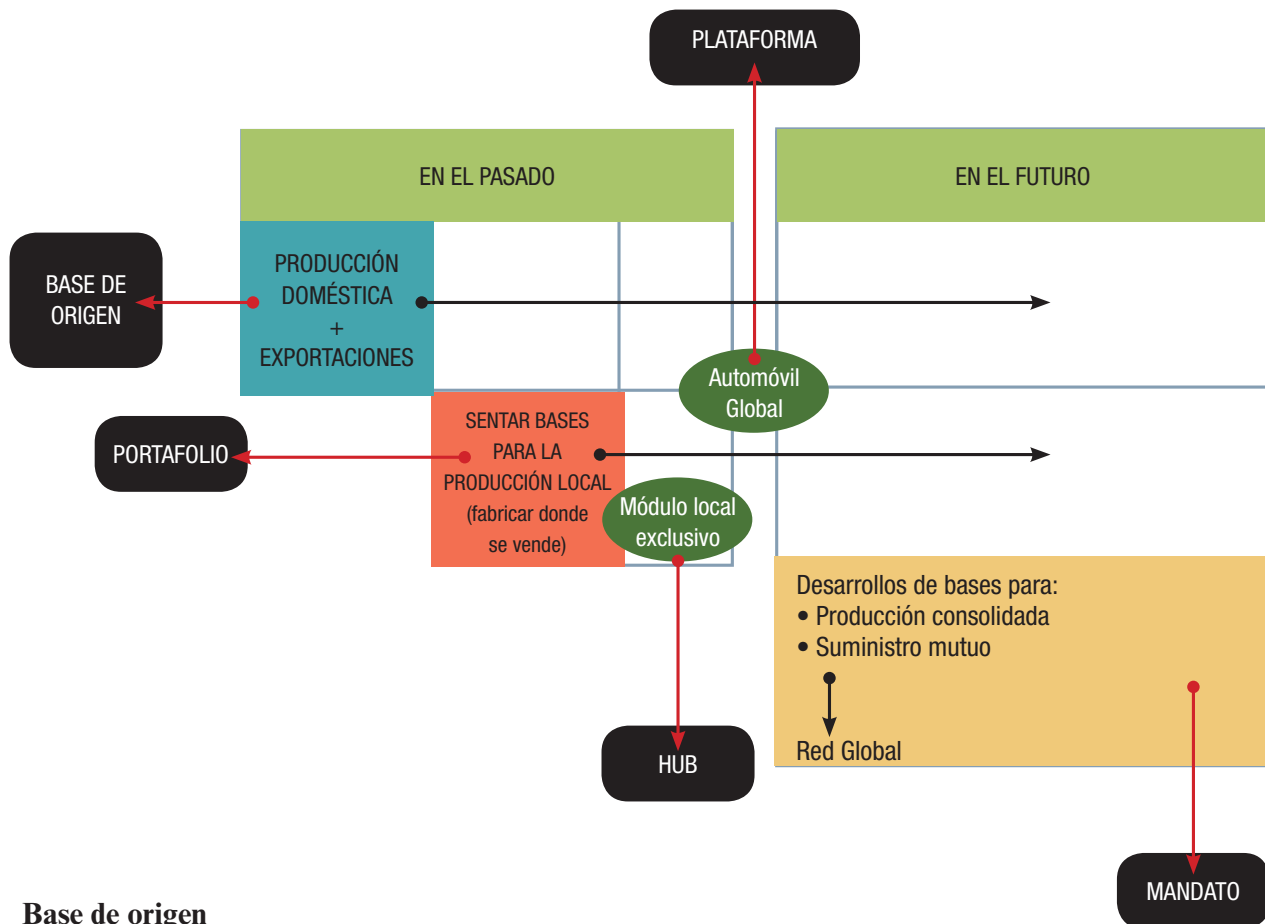 PLATAFORMA
EN EL PASADO
EN EL FUTURO
BASE DE
ORIGEN
PRODUCCIÓN
DOMÉSTICA
+
EXPORTACIONES
Automóvil
Global
PORTAFOLIO
SENTAR BASES
PARA LA
PRODUCCIÓN LOCAL
(fabricar donde
se vende)
Módulo local
exclusivo
Desarrollos de bases para:
• Producción consolidada
• Suministro mutuo
Red Global
HUB
MANDATO
Base de origen